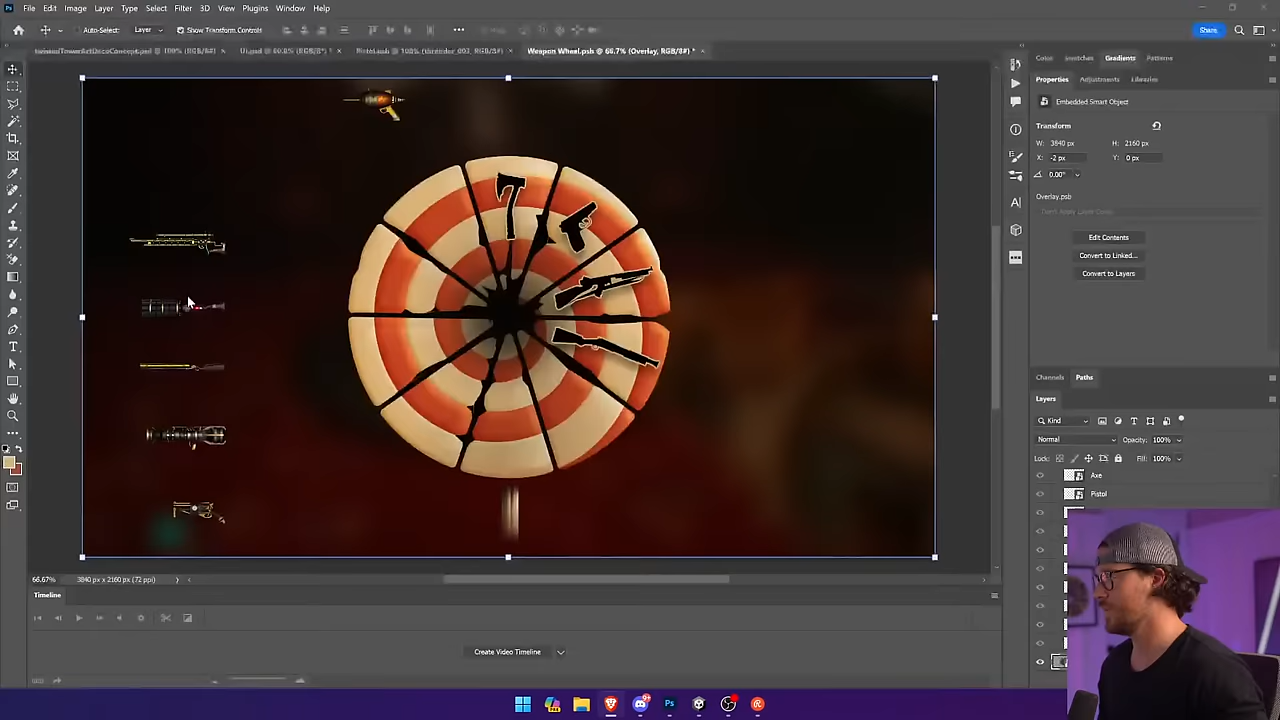 File Edit Image Layer Type Select Filter 3D View Plugins Window Help
Auto-Select: Layer Show Transform Controls Share
@ 100% (RGB/8#) × × × Weapon Wheel.psb @ 66.7% (Overlay, RGB/8#) * ×
Color Swatches Gradients Patterns
Properties Adjustments Libraries
Embedded Smart Object
Transform
W: 3840 px H: 2160 px
X: -2 px Y: 0 px
0.00°
Overlay.psb
Edit Contents
Convert to Linked...
Convert to Layers
Channels Paths
Layers
Kind
Normal Opacity: 100%
Lock: Fill: 100%
Axe
Pistol
66.67% 3840 px x 2160 px (72 ppi)
Timeline
Create Video Timeline